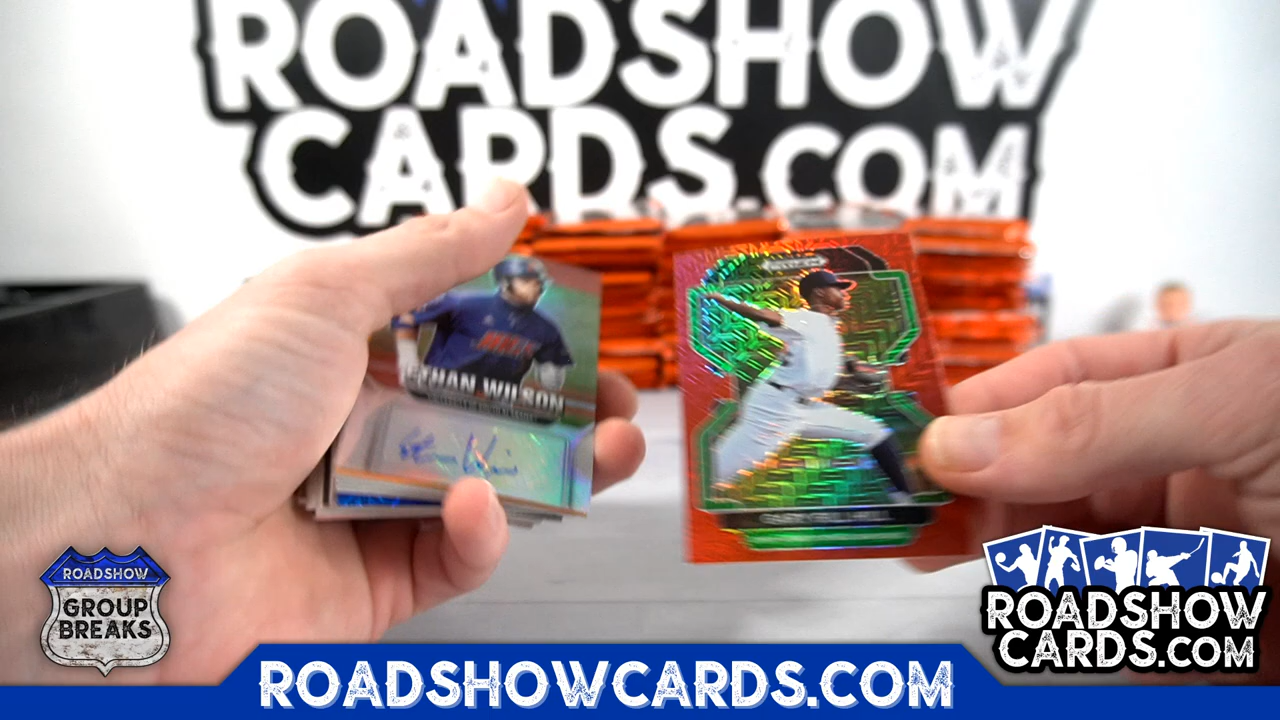 ROADSHOW
CARDS.COM
PRIZM
ETHAN WILSON
ROADSHOW
GROUP
BREAKS
ROADSHOW
CARDS.COM
ROADSHOWCARDS.COM